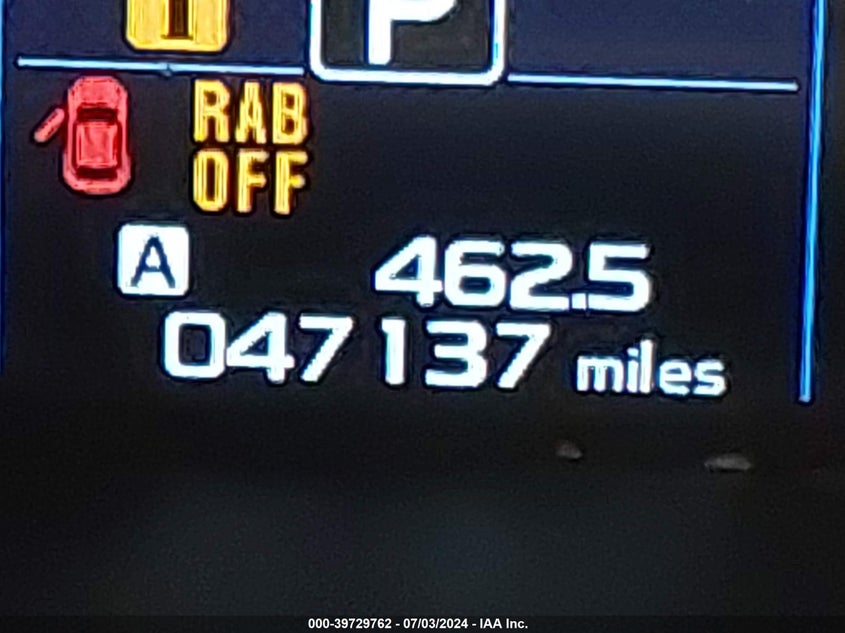 P
RAB
OFF
A 462.5
047137 miles
000-39729762 - 07/03/2024 - IAA Inc.